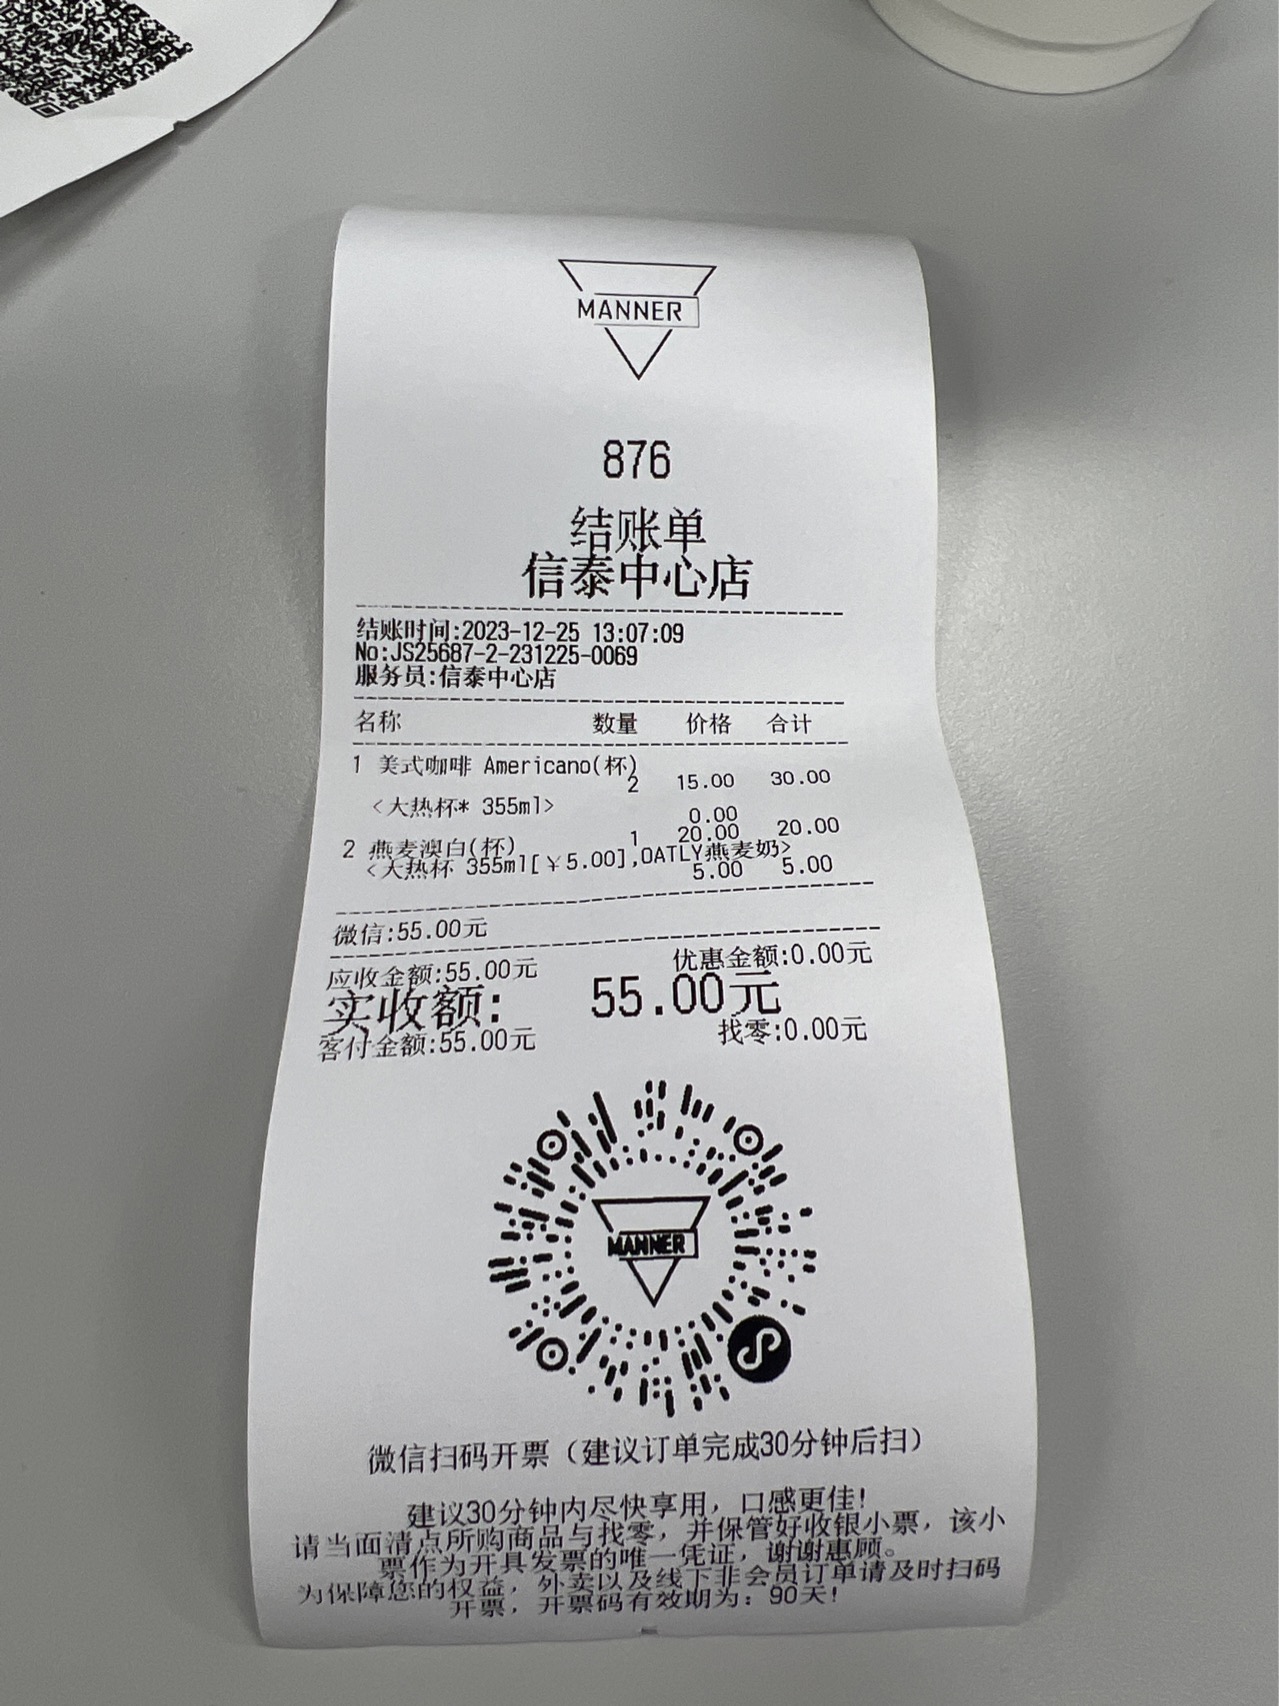 MANNER
876
结账单
信泰中心店
结账时间:2023-12-25 13:07:09
No:JS25687-2-231225-0069
服务员:信泰中心店
名称 数量 价格 合计
1 美式咖啡 Americano(杯)
2 15.00 30.00
<大热杯* 355ml>
0.00
2 燕麦澳白(杯) 1 20.00 20.00
<大热杯 355ml[￥5.00],OATLY燕麦奶>
5.00 5.00
微信:55.00元
应收金额:55.00元 优惠金额:0.00元
实收额: 55.00元
客付金额:55.00元 找零:0.00元
MANNER
微信扫码开票（建议订单完成30分钟后扫）
建议30分钟内尽快享用，口感更佳!
请当面清点所购商品与找零，并保管好收银小票，该小
票作为开具发票的唯一凭证，谢谢惠顾。
为保障您的权益，外卖以及线下非会员订单请及时扫码
开票，开票码有效期为：90天!